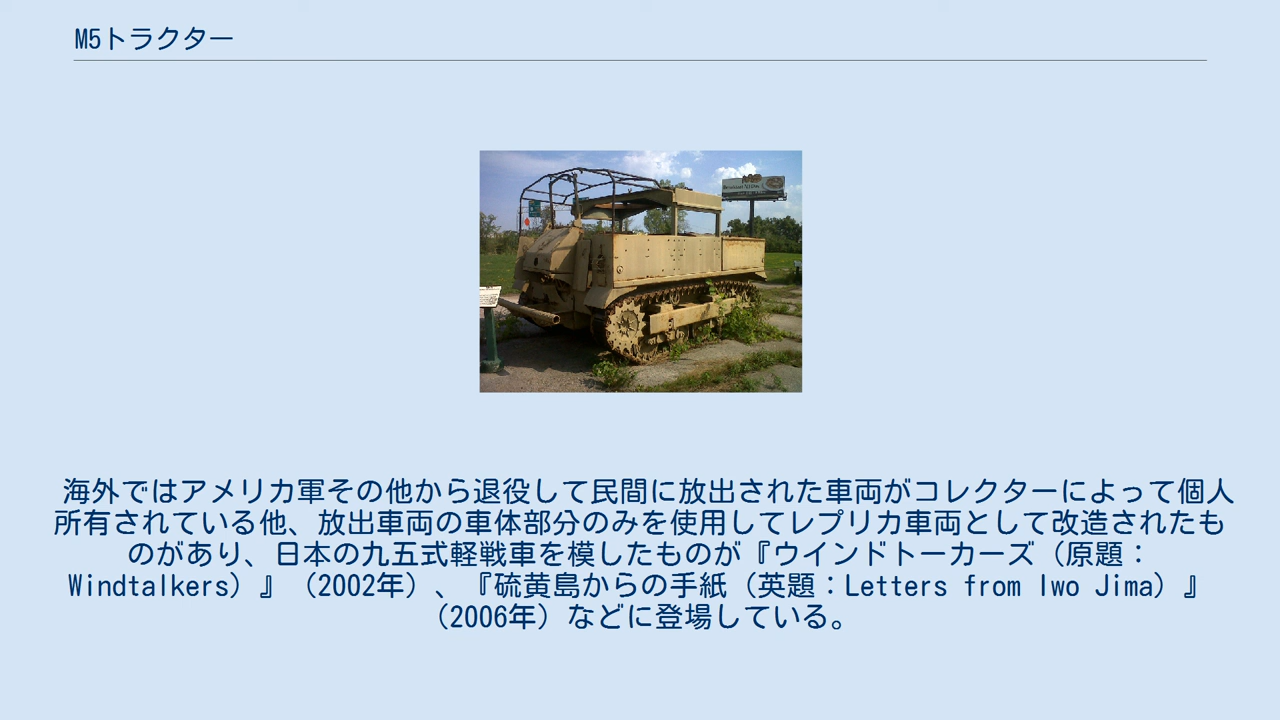 M5トラクター
海外ではアメリカ軍その他から退役して民間に放出された車両がコレクターによって個人
所有されている他、放出車両の車体部分のみを使用してレプリカ車両として改造されたも
のがあり、日本の九五式軽戦車を模したものが『ウインドトーカーズ（原題：
Windtalkers）』（2002年）、『硫黄島からの手紙（英題：Letters from Iwo Jima）』
（2006年）などに登場している。